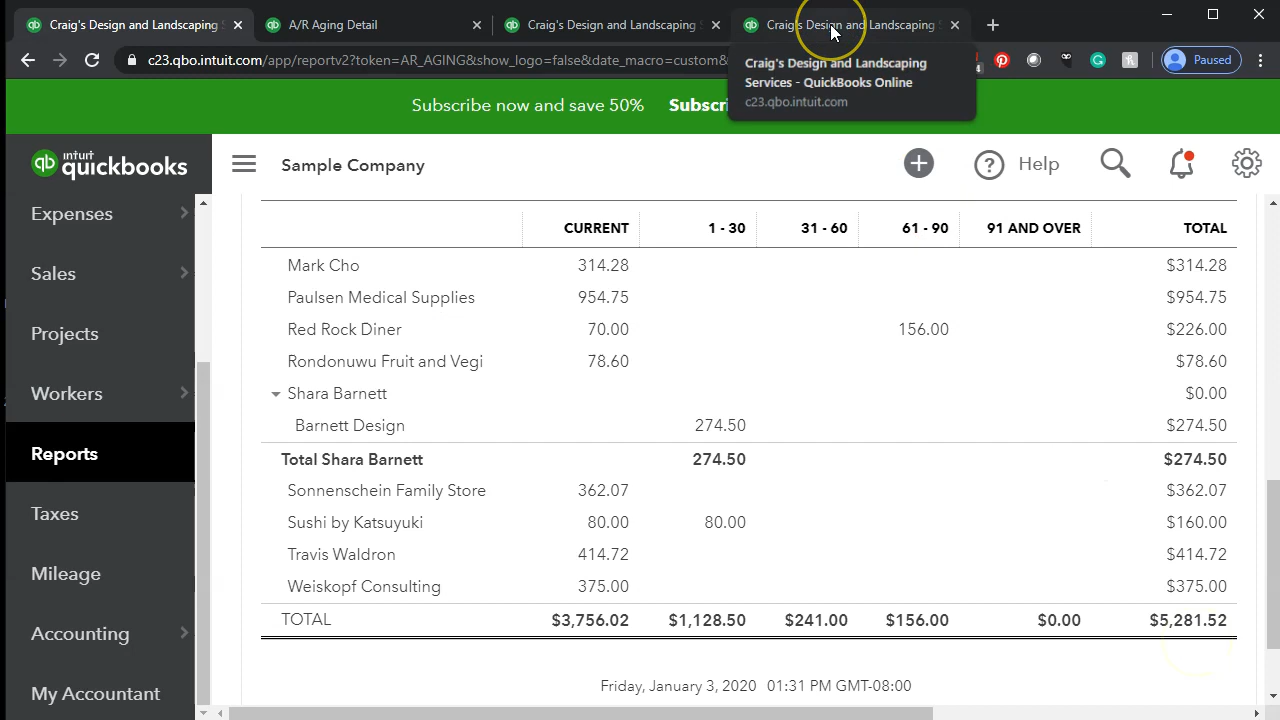 Craig's Design and Landscaping
A/R Aging Detail
Craig's Design and Landscaping
Craig's Design and Landscaping
c23.qbo.intuit.com/app/reportv2?token=AR_AGING&show_logo=false&date_macro=custom&
4
Paused
Craig's Design and Landscaping
Services - QuickBooks Online
c23.qbo.intuit.com
Subscribe now and save 50% Subscri
intuit
quickbooks
Sample Company
Help
Expenses
Sales
Projects
Workers
Reports
Taxes
Mileage
Accounting
My Accountant
CURRENT 1 - 30 31 - 60 61 - 90 91 AND OVER TOTAL
Mark Cho 314.28 $314.28
Paulsen Medical Supplies 954.75 $954.75
Red Rock Diner 70.00 156.00 $226.00
Rondonuwu Fruit and Vegi 78.60 $78.60
Shara Barnett $0.00
Barnett Design 274.50 $274.50
Total Shara Barnett 274.50 $274.50
Sonnenschein Family Store 362.07 $362.07
Sushi by Katsuyuki 80.00 80.00 $160.00
Travis Waldron 414.72 $414.72
Weiskopf Consulting 375.00 $375.00
TOTAL $3,756.02 $1,128.50 $241.00 $156.00 $0.00 $5,281.52
Friday, January 3, 2020 01:31 PM GMT-08:00